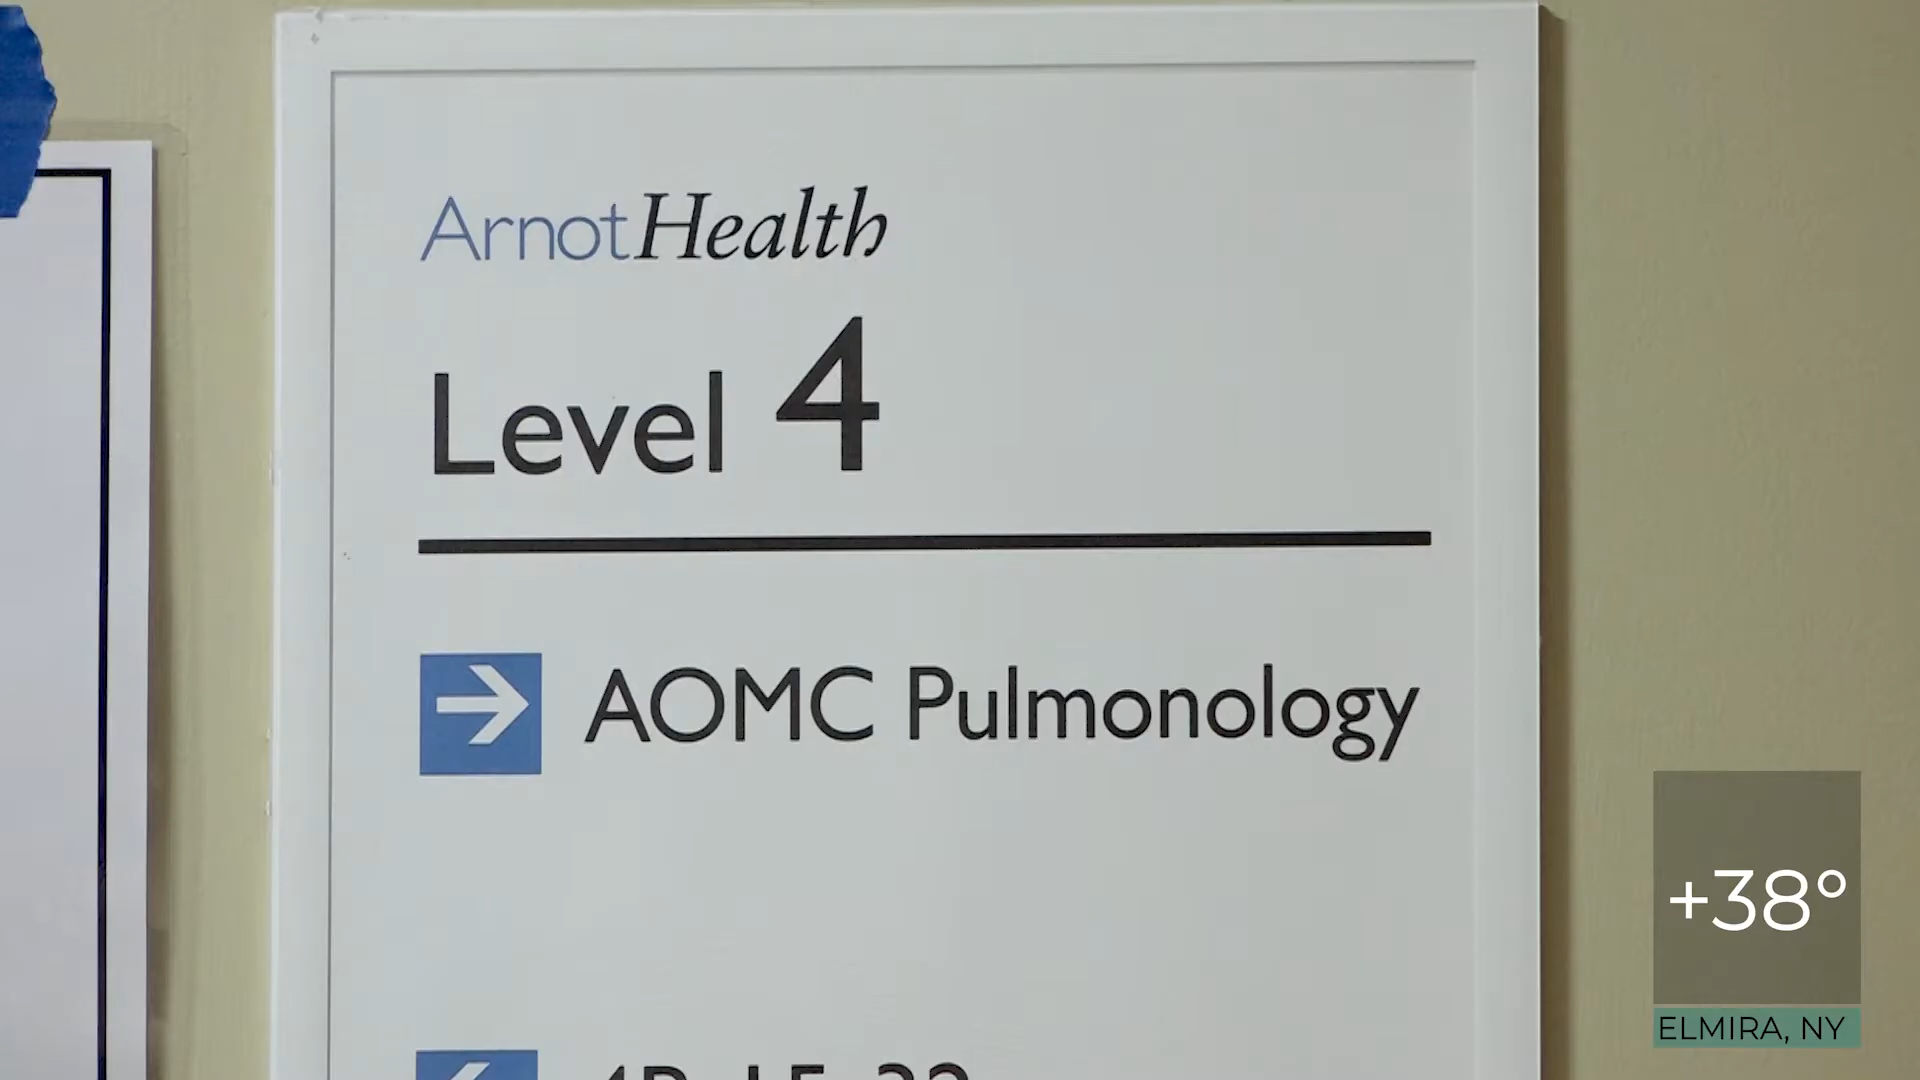 ArnotHealth
Level 4
AOMC Pulmonology
+38°
ELMIRA, NY